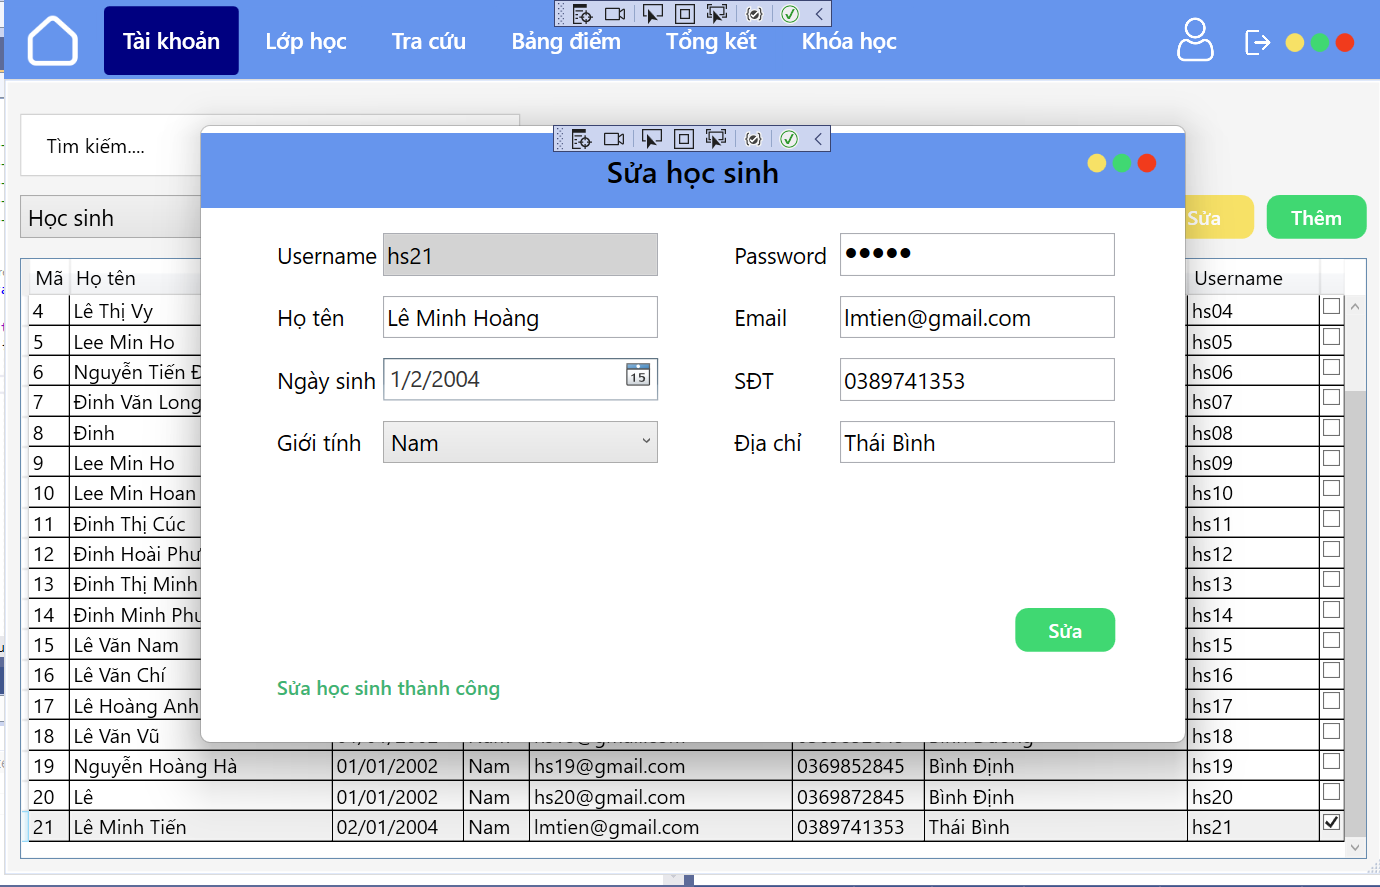 Tài khoản Lớp học Tra cứu Bảng điểm Tổng kết Khóa học
Tìm kiếm....
Học sinh
Sửa Thêm
Mã Họ tên Username
4 Lê Thị Vy hs04
5 Lee Min Ho hs05
6 Nguyễn Tiến Đ hs06
7 Đinh Văn Long hs07
8 Đinh hs08
9 Lee Min Ho hs09
10 Lee Min Hoan hs10
11 Đinh Thị Cúc hs11
12 Đinh Hoài Phư hs12
13 Đinh Thị Minh hs13
14 Đinh Minh Phư hs14
15 Lê Văn Nam hs15
16 Lê Văn Chí hs16
17 Lê Hoàng Anh hs17
18 Lê Văn Vũ hs18
19 Nguyễn Hoàng Hà 01/01/2002 Nam hs19@gmail.com 0369852845 Bình Định hs19
20 Lê 01/01/2002 Nam hs20@gmail.com 0369872845 Bình Định hs20
21 Lê Minh Tiến 02/01/2004 Nam lmtien@gmail.com 0389741353 Thái Bình hs21
Sửa học sinh
Username hs21 Password •••••
Họ tên Lê Minh Hoàng Email lmtien@gmail.com
Ngày sinh 1/2/2004 15 SĐT 0389741353
Giới tính Nam Địa chỉ Thái Bình
Sửa
Sửa học sinh thành công